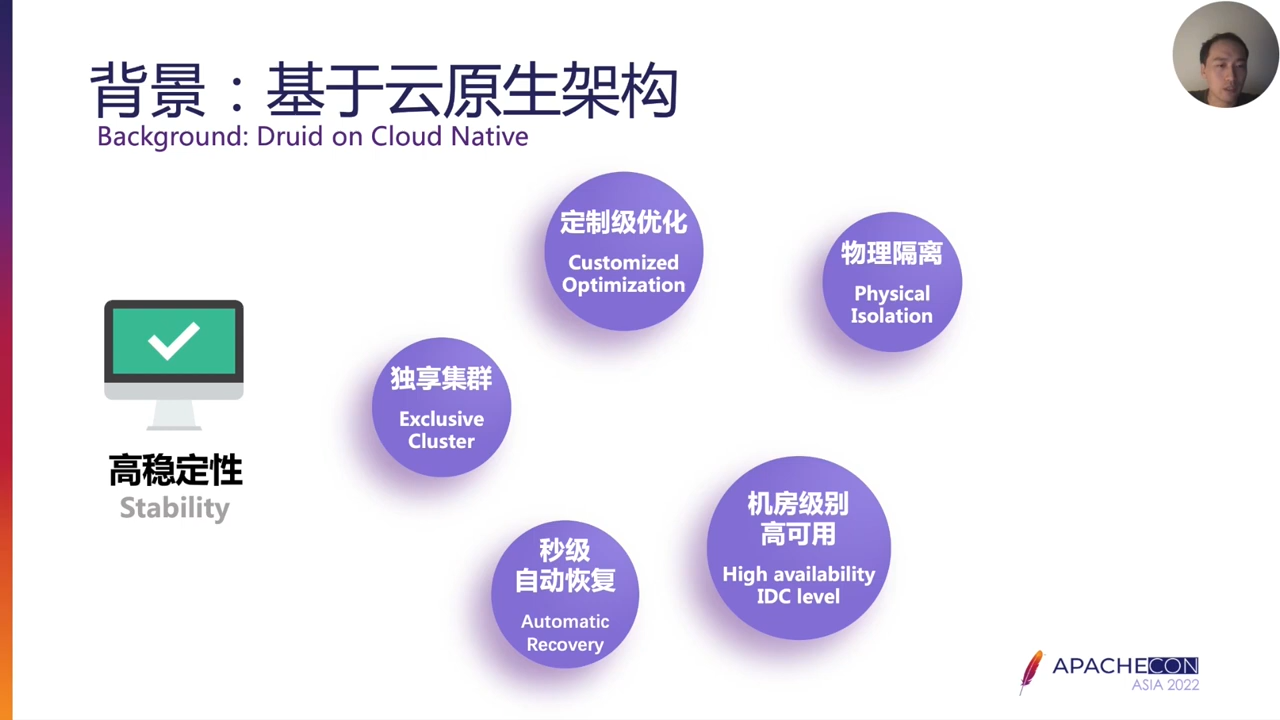 背景：基于云原生架构
Background: Druid on Cloud Native
定制级优化
Customized
Optimization
物理隔离
Physical
Isolation
独享集群
Exclusive
Cluster
高稳定性
Stability
机房级别
高可用
High availability
IDC level
秒级
自动恢复
Automatic
Recovery
APACHECON
ASIA 2022